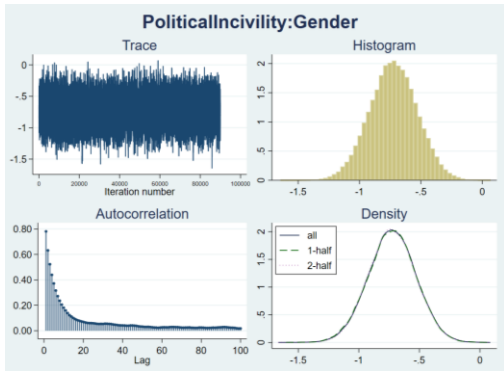 PoliticalIncivility:Gender
Trace
0
-.5
-1
-1.5
0 20000 40000 60000 80000 100000
Iteration number
Histogram
2
1.5
1
.5
0
-1.5 -1 -.5 0
Autocorrelation
0.80
0.60
0.40
0.20
0.00
0 20 40 60 80 100
Lag
Density
all
1-half
2-half
2
1.5
1
.5
0
-1.5 -1 -.5 0